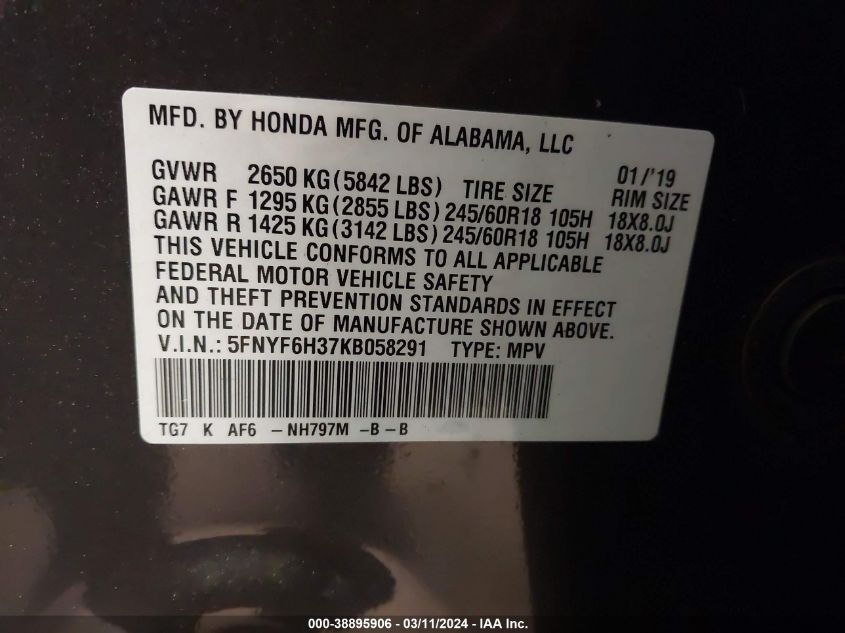 MFD. BY HONDA MFG. OF ALABAMA, LLC
GVWR 2650 KG (5842 LBS) TIRE SIZE 01/'19 RIM SIZE
GAWR F 1295 KG (2855 LBS) 245/60R18 105H 18X8.0J
GAWR R 1425 KG (3142 LBS) 245/60R18 105H 18X8.0J
THIS VEHICLE CONFORMS TO ALL APPLICABLE
FEDERAL MOTOR VEHICLE SAFETY
AND THEFT PREVENTION STANDARDS IN EFFECT
ON THE DATE OF MANUFACTURE SHOWN ABOVE.
V.I.N.: 5FNYF6H37KB058291 TYPE: MPV
TG7 K AF6 -NH797M -B -B
000-38895906 - 03/11/2024 - IAA Inc.